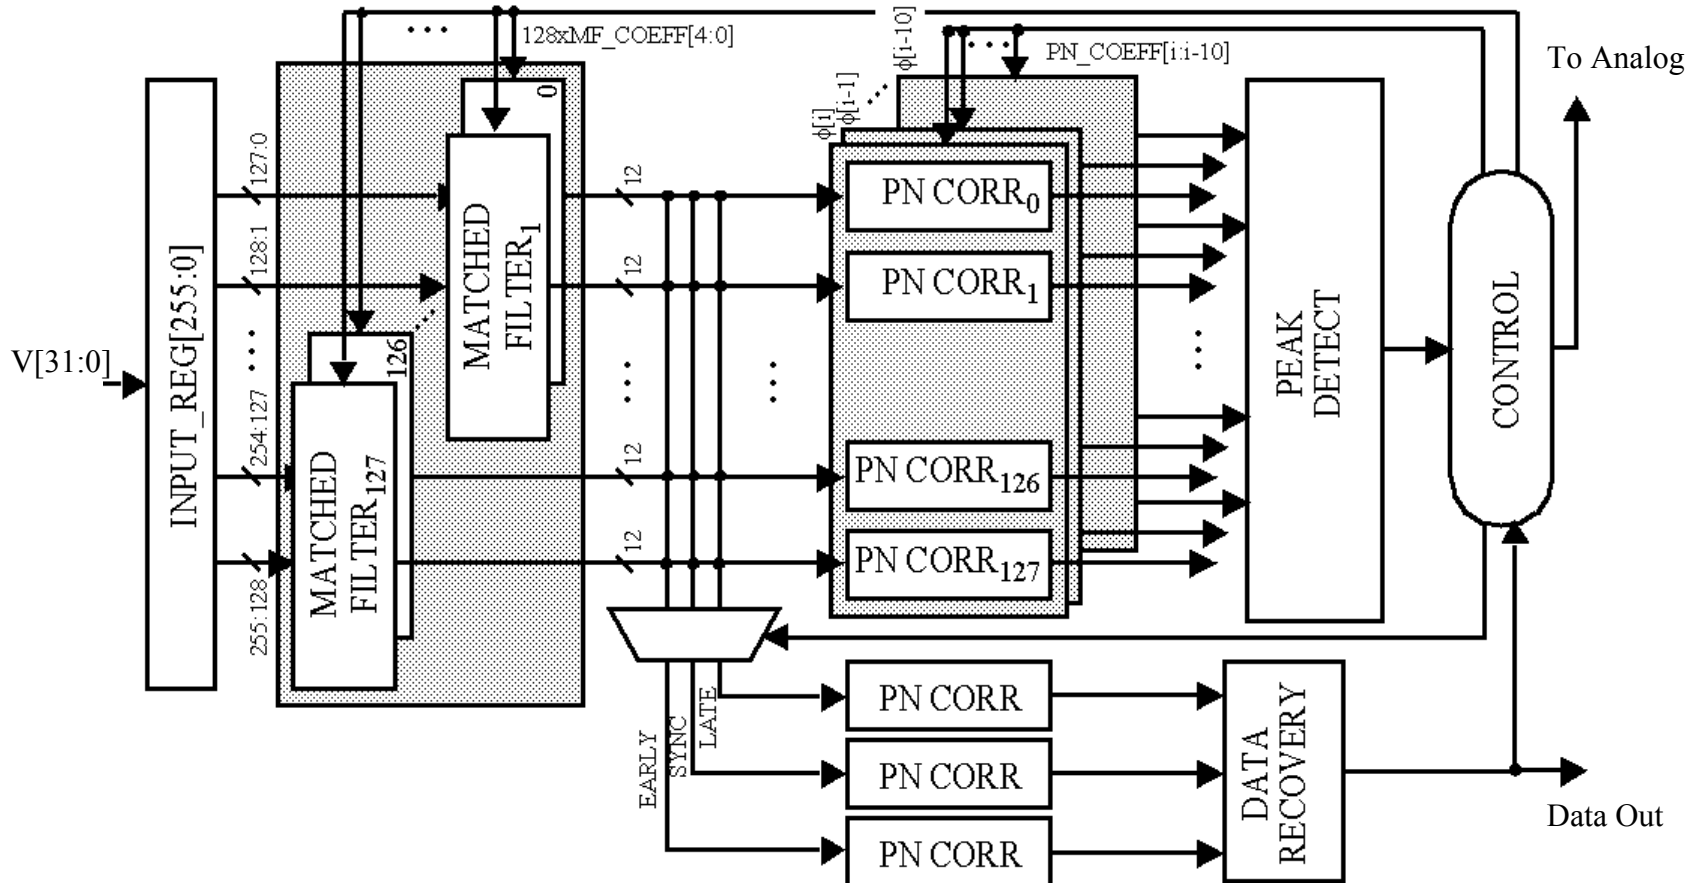 128xMF_COEFF[4:0]
PN_COEFF[i:i-10]
To Analog
V[31:0]
INPUT_REG[255:0]
127:0
128:1
254:127
255:128
0
MATCHED
FILTER1
126
MATCHED
FILTER127
12
12
12
12
ϕ[i]
ϕ[i-1]
ϕ[i-10]
PN CORR0
PN CORR1
PN CORR126
PN CORR127
PEAK
DETECT
CONTROL
EARLY
SYNC
LATE
PN CORR
PN CORR
PN CORR
DATA
RECOVERY
Data Out